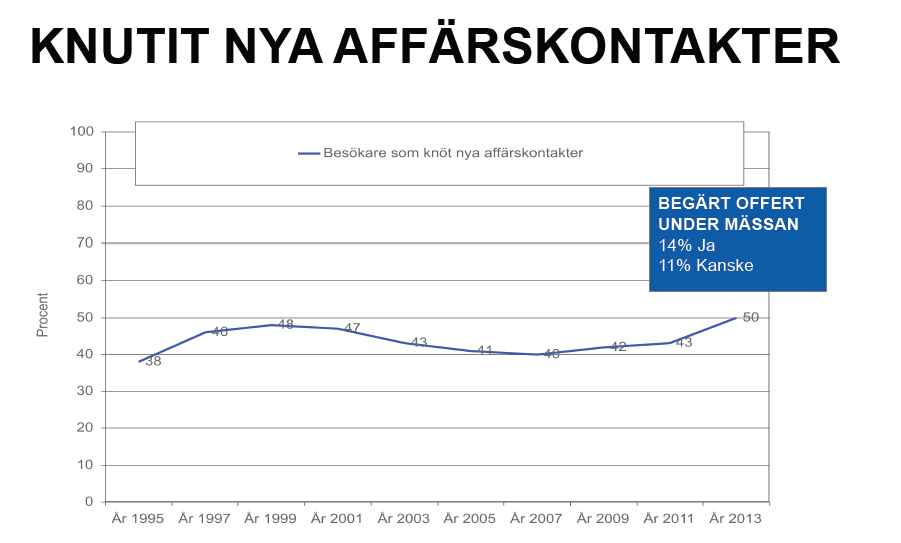 KNUTIT NYA AFFÄRSKONTAKTER
Besökare som knöt nya affärskontakter
BEGÄRT OFFERT
UNDER MÄSSAN
14% Ja
11% Kanske
Procent
100
90
80
70
60
50
40
30
20
10
0
38 46 48 47 43 41 40 42 43 50
År 1995 År 1997 År 1999 År 2001 År 2003 År 2005 År 2007 År 2009 År 2011 År 2013